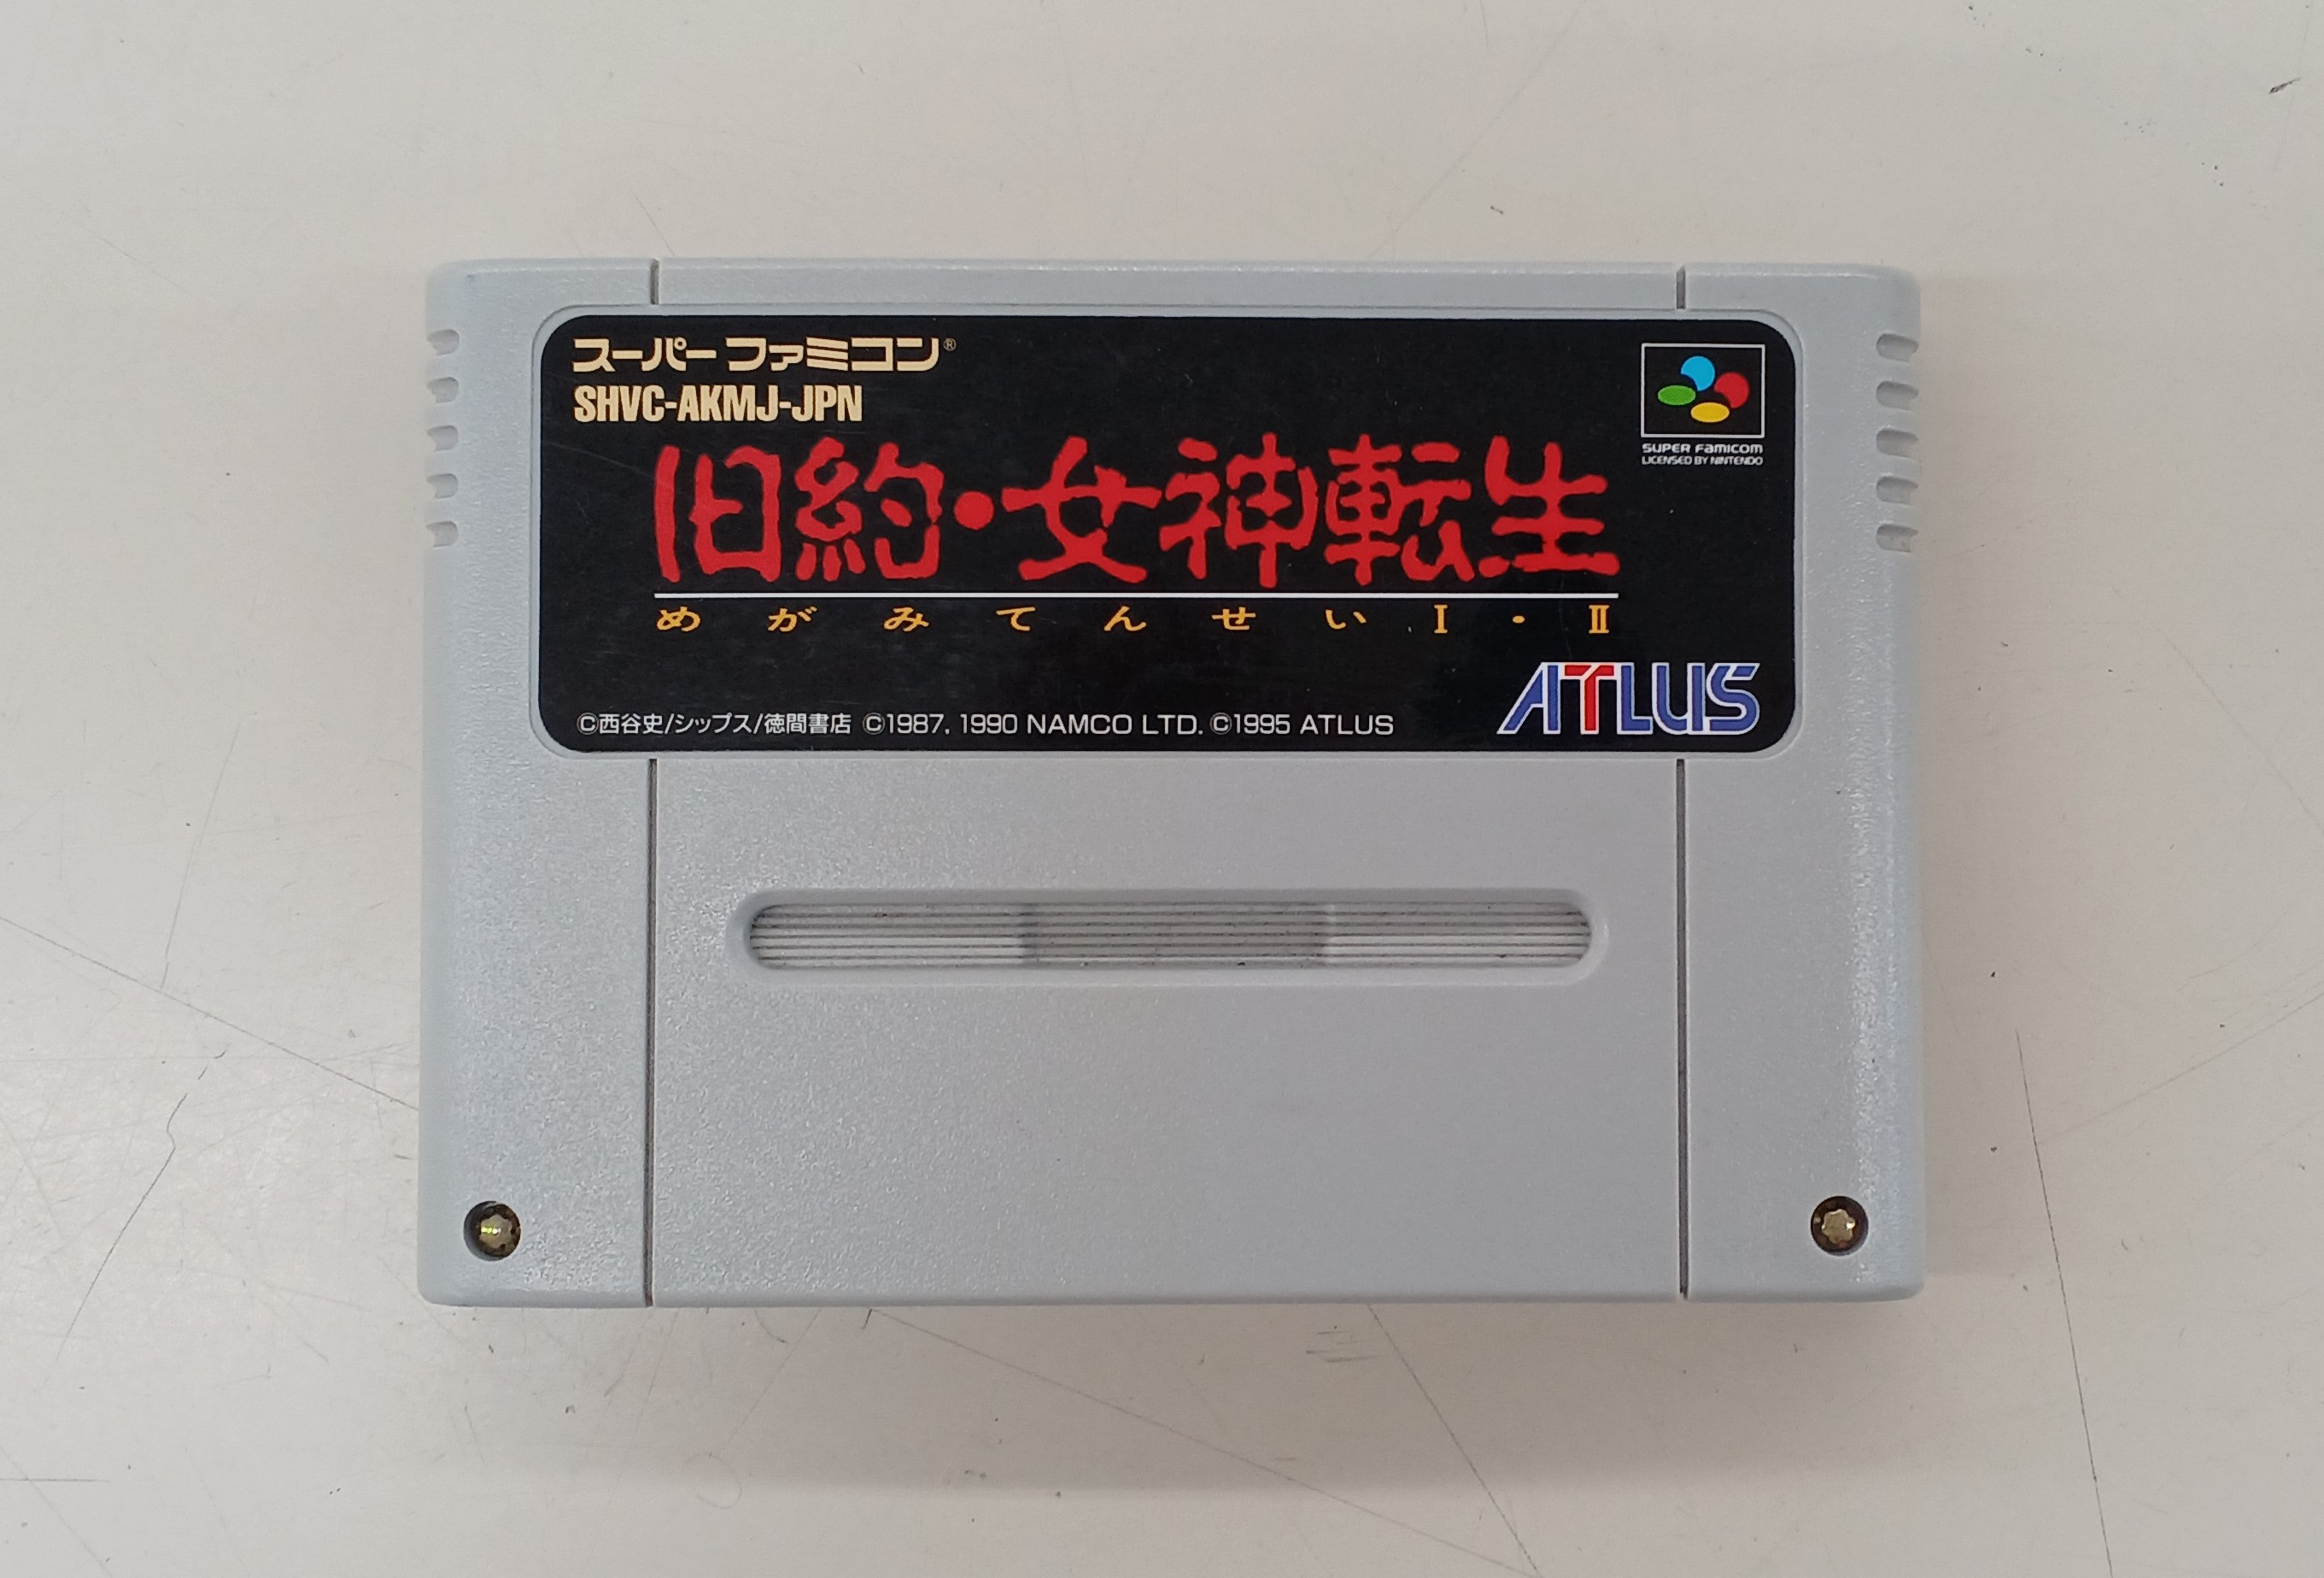 スーパーファミコン®
SHVC-AKMJ-JPN
SUPER FAMICOM
LICENSED BY NINTENDO
旧約・女神転生
めがみてんせいⅠ・Ⅱ
ATLUS
©西谷史/シップス/徳間書店 ©1987, 1990 NAMCO LTD. ©1995 ATLUS